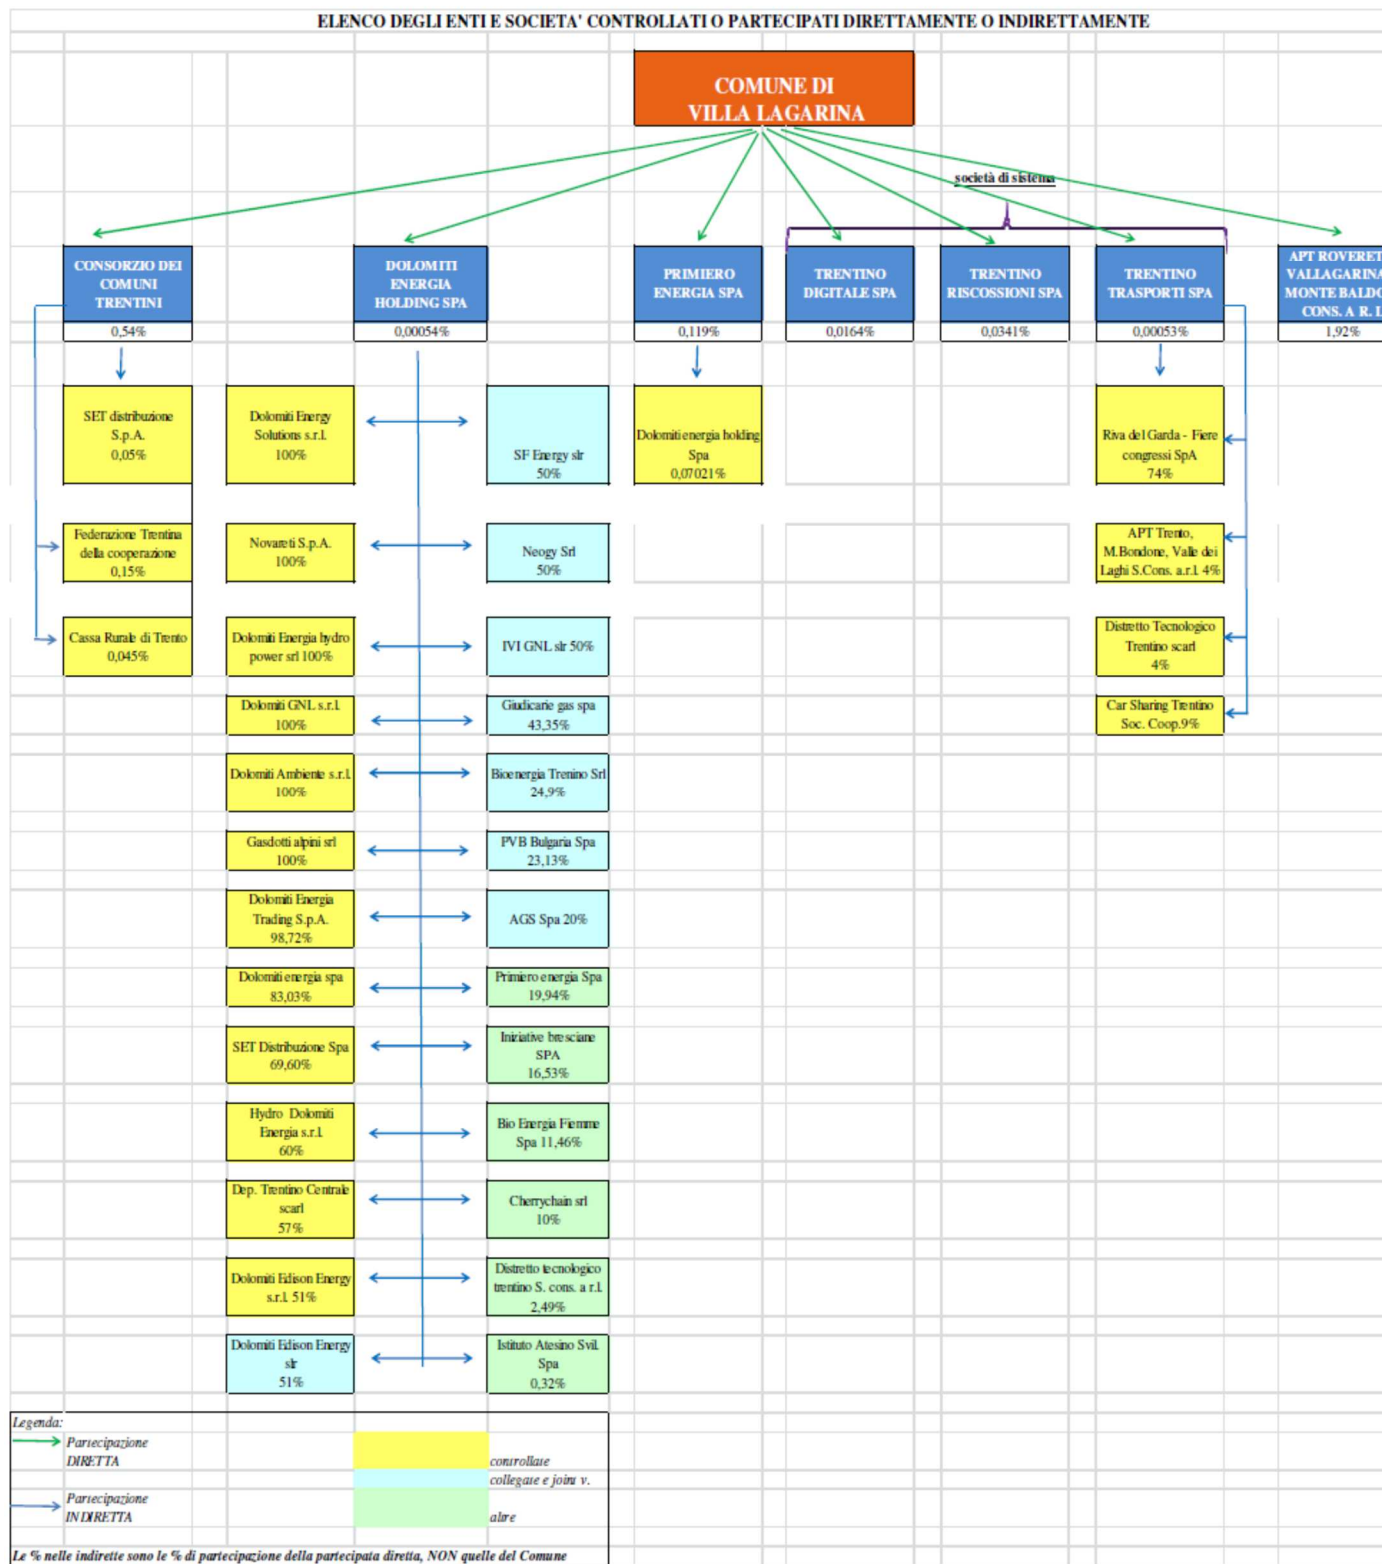 ELENCO DEGLI ENTI E SOCIETA' CONTROLLATI O PARTECIPATI DIRETTAMENTE O INDIRETTAMENTE
COMUNE DI
VILLA LAGARINA
società di sistema
CONSORZIO DEI
COMUNI
TRENTINI
0,54%
DOLOMITI
ENERGIA
HOLDING SPA
0,00054%
PRIMIERO
ENERGIA SPA
0,119%
TRENTINO
DIGITALE SPA
0,0164%
TRENTINO
RISCOSSIONI SPA
0,0341%
TRENTINO
TRASPORTI SPA
0,00053%
APT ROVERET
VALLAGARINA
MONTE BALDO
CONS. A R. L
1,92%
SET distribuzione
S.p.A.
0,05%
Dolomiti Energy
Solutions s.r.l.
100%
SF Energy slr
50%
Dolomiti energia holding
Spa
0,07021%
Riva del Garda - Fiere
congressi SpA
74%
Federazione Trentina
della cooperazione
0,15%
Novareti S.p.A.
100%
Neogy Srl
50%
APT Trento,
M.Bondone, Valle dei
Laghi S.Cons. a.r.l. 4%
Cassa Rurale di Trento
0,045%
Dolomiti Energia hydro
power srl 100%
IVI GNL slr 50%
Distretto Tecnologico
Trentino scarl
4%
Dolomiti GNL s.r.l.
100%
Giudicarie gas spa
43,35%
Car Sharing Trentino
Soc. Coop.9%
Dolomiti Ambiente s.r.l.
100%
Bioenergia Trenino Srl
24,9%
Gasdotti alpini srl
100%
PVB Bulgaria Spa
23,13%
Dolomiti Energia
Trading S.p.A.
98,72%
AGS Spa 20%
Dolomiti energia spa
83,03%
Primiero energia Spa
19,94%
SET Distribuzione Spa
69,60%
Iniziative bresciane
SPA
16,53%
Hydro Dolomiti
Energia s.r.l.
60%
Bio Energia Fiemme
Spa 11,46%
Dep. Trentino Centrale
scarl
57%
Cherrychain srl
10%
Dolomiti Edison Energy
s.r.l. 51%
Distretto tecnologico
trentino S. cons. a r.l.
2,49%
Dolomiti Edison Energy
slr
51%
Istituto Atesino Svil.
Spa
0,32%
Legenda:
Partecipazione
DIRETTA
controllate
collegate e joint v.
Partecipazione
INDIRETTA
altre
Le % nelle indirette sono le % di partecipazione della partecipata diretta, NON quelle del Comune